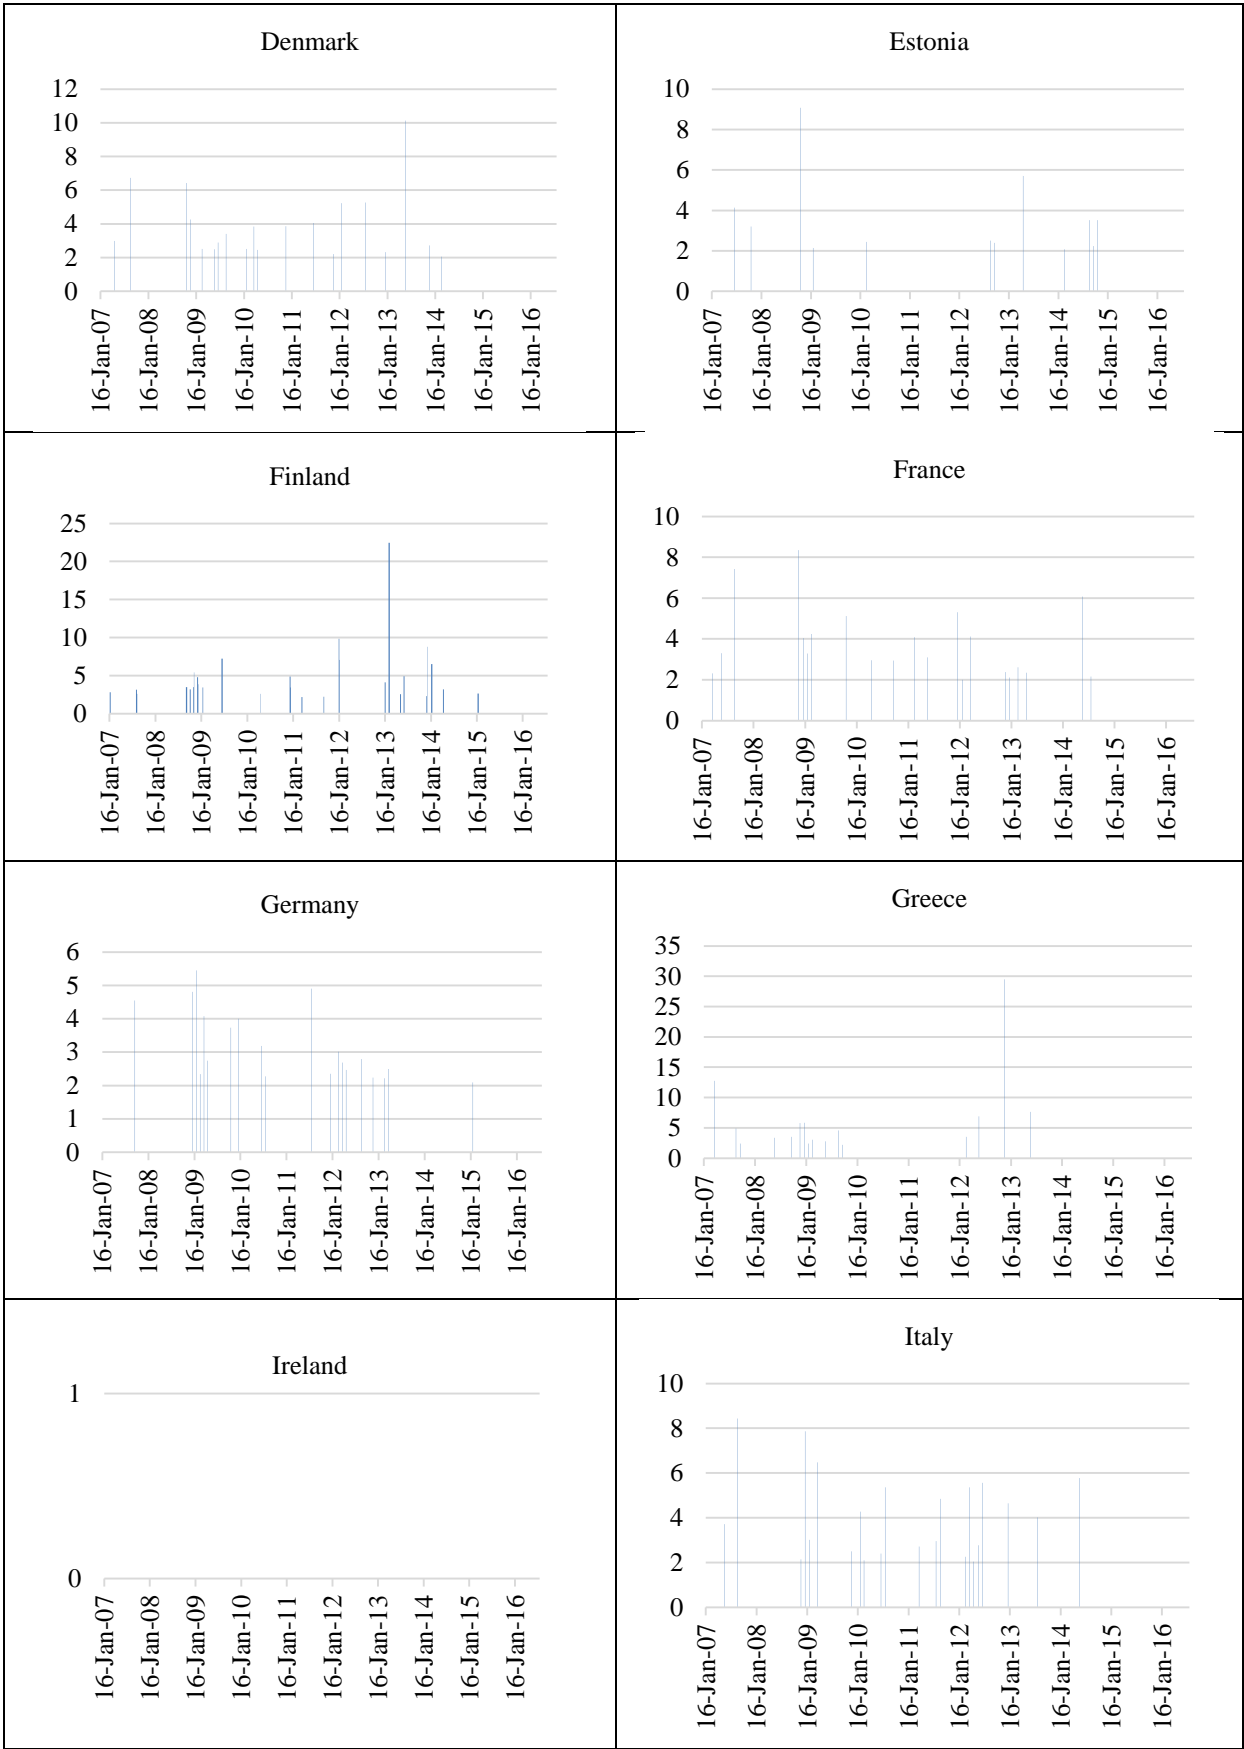 Denmark
12
10
8
6
4
2
0
16-Jan-07
16-Jan-08
16-Jan-09
16-Jan-10
16-Jan-11
16-Jan-12
16-Jan-13
16-Jan-14
16-Jan-15
16-Jan-16
Estonia
10
8
6
4
2
0
16-Jan-07
16-Jan-08
16-Jan-09
16-Jan-10
16-Jan-11
16-Jan-12
16-Jan-13
16-Jan-14
16-Jan-15
16-Jan-16
Finland
25
20
15
10
5
0
16-Jan-07
16-Jan-08
16-Jan-09
16-Jan-10
16-Jan-11
16-Jan-12
16-Jan-13
16-Jan-14
16-Jan-15
16-Jan-16
France
10
8
6
4
2
0
16-Jan-07
16-Jan-08
16-Jan-09
16-Jan-10
16-Jan-11
16-Jan-12
16-Jan-13
16-Jan-14
16-Jan-15
16-Jan-16
Germany
6
5
4
3
2
1
0
16-Jan-07
16-Jan-08
16-Jan-09
16-Jan-10
16-Jan-11
16-Jan-12
16-Jan-13
16-Jan-14
16-Jan-15
16-Jan-16
Greece
35
30
25
20
15
10
5
0
16-Jan-07
16-Jan-08
16-Jan-09
16-Jan-10
16-Jan-11
16-Jan-12
16-Jan-13
16-Jan-14
16-Jan-15
16-Jan-16
Ireland
1
0
16-Jan-07
16-Jan-08
16-Jan-09
16-Jan-10
16-Jan-11
16-Jan-12
16-Jan-13
16-Jan-14
16-Jan-15
16-Jan-16
Italy
10
8
6
4
2
0
16-Jan-07
16-Jan-08
16-Jan-09
16-Jan-10
16-Jan-11
16-Jan-12
16-Jan-13
16-Jan-14
16-Jan-15
16-Jan-16